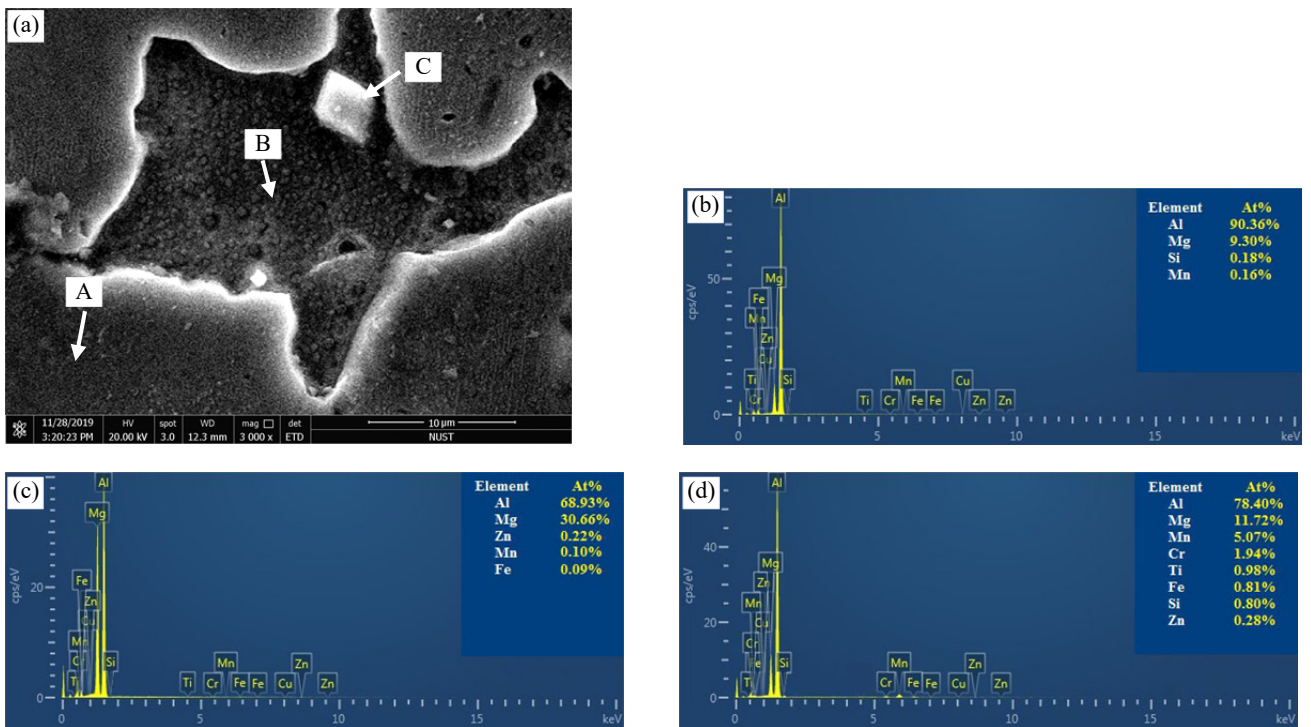 (a)
C
B
A
11/28/2019 HV spot WD mag det 10 µm
3:20:23 PM 20.00 kV 3.0 12.3 mm 3 000 x ETD NUST
(b)
Element At%
Al 90.36%
Mg 9.30%
Si 0.18%
Mn 0.16%
cps/eV
50
0
Al
Mg
Fe
Mn
Zn
Cu
Ti
Si
Cr
Ti Cr Mn Fe Fe Cu Zn Zn
0 5 10 15 keV
(c)
Element At%
Al 68.93%
Mg 30.66%
Zn 0.22%
Mn 0.10%
Fe 0.09%
cps/eV
20
0
Al
Mg
Fe
Zn
Cu
Si
Ti Cr Mn Fe Fe Cu Zn Zn
0 5 10 15 keV
(d)
Element At%
Al 78.40%
Mg 11.72%
Mn 5.07%
Cr 1.94%
Ti 0.98%
Fe 0.81%
Si 0.80%
Zn 0.28%
cps/eV
40
20
0
Al
Mg
Zn
Mn
Cu
Cr
Fe
Si
Cr Mn Fe Fe Cu Zn Zn
0 5 10 15 keV